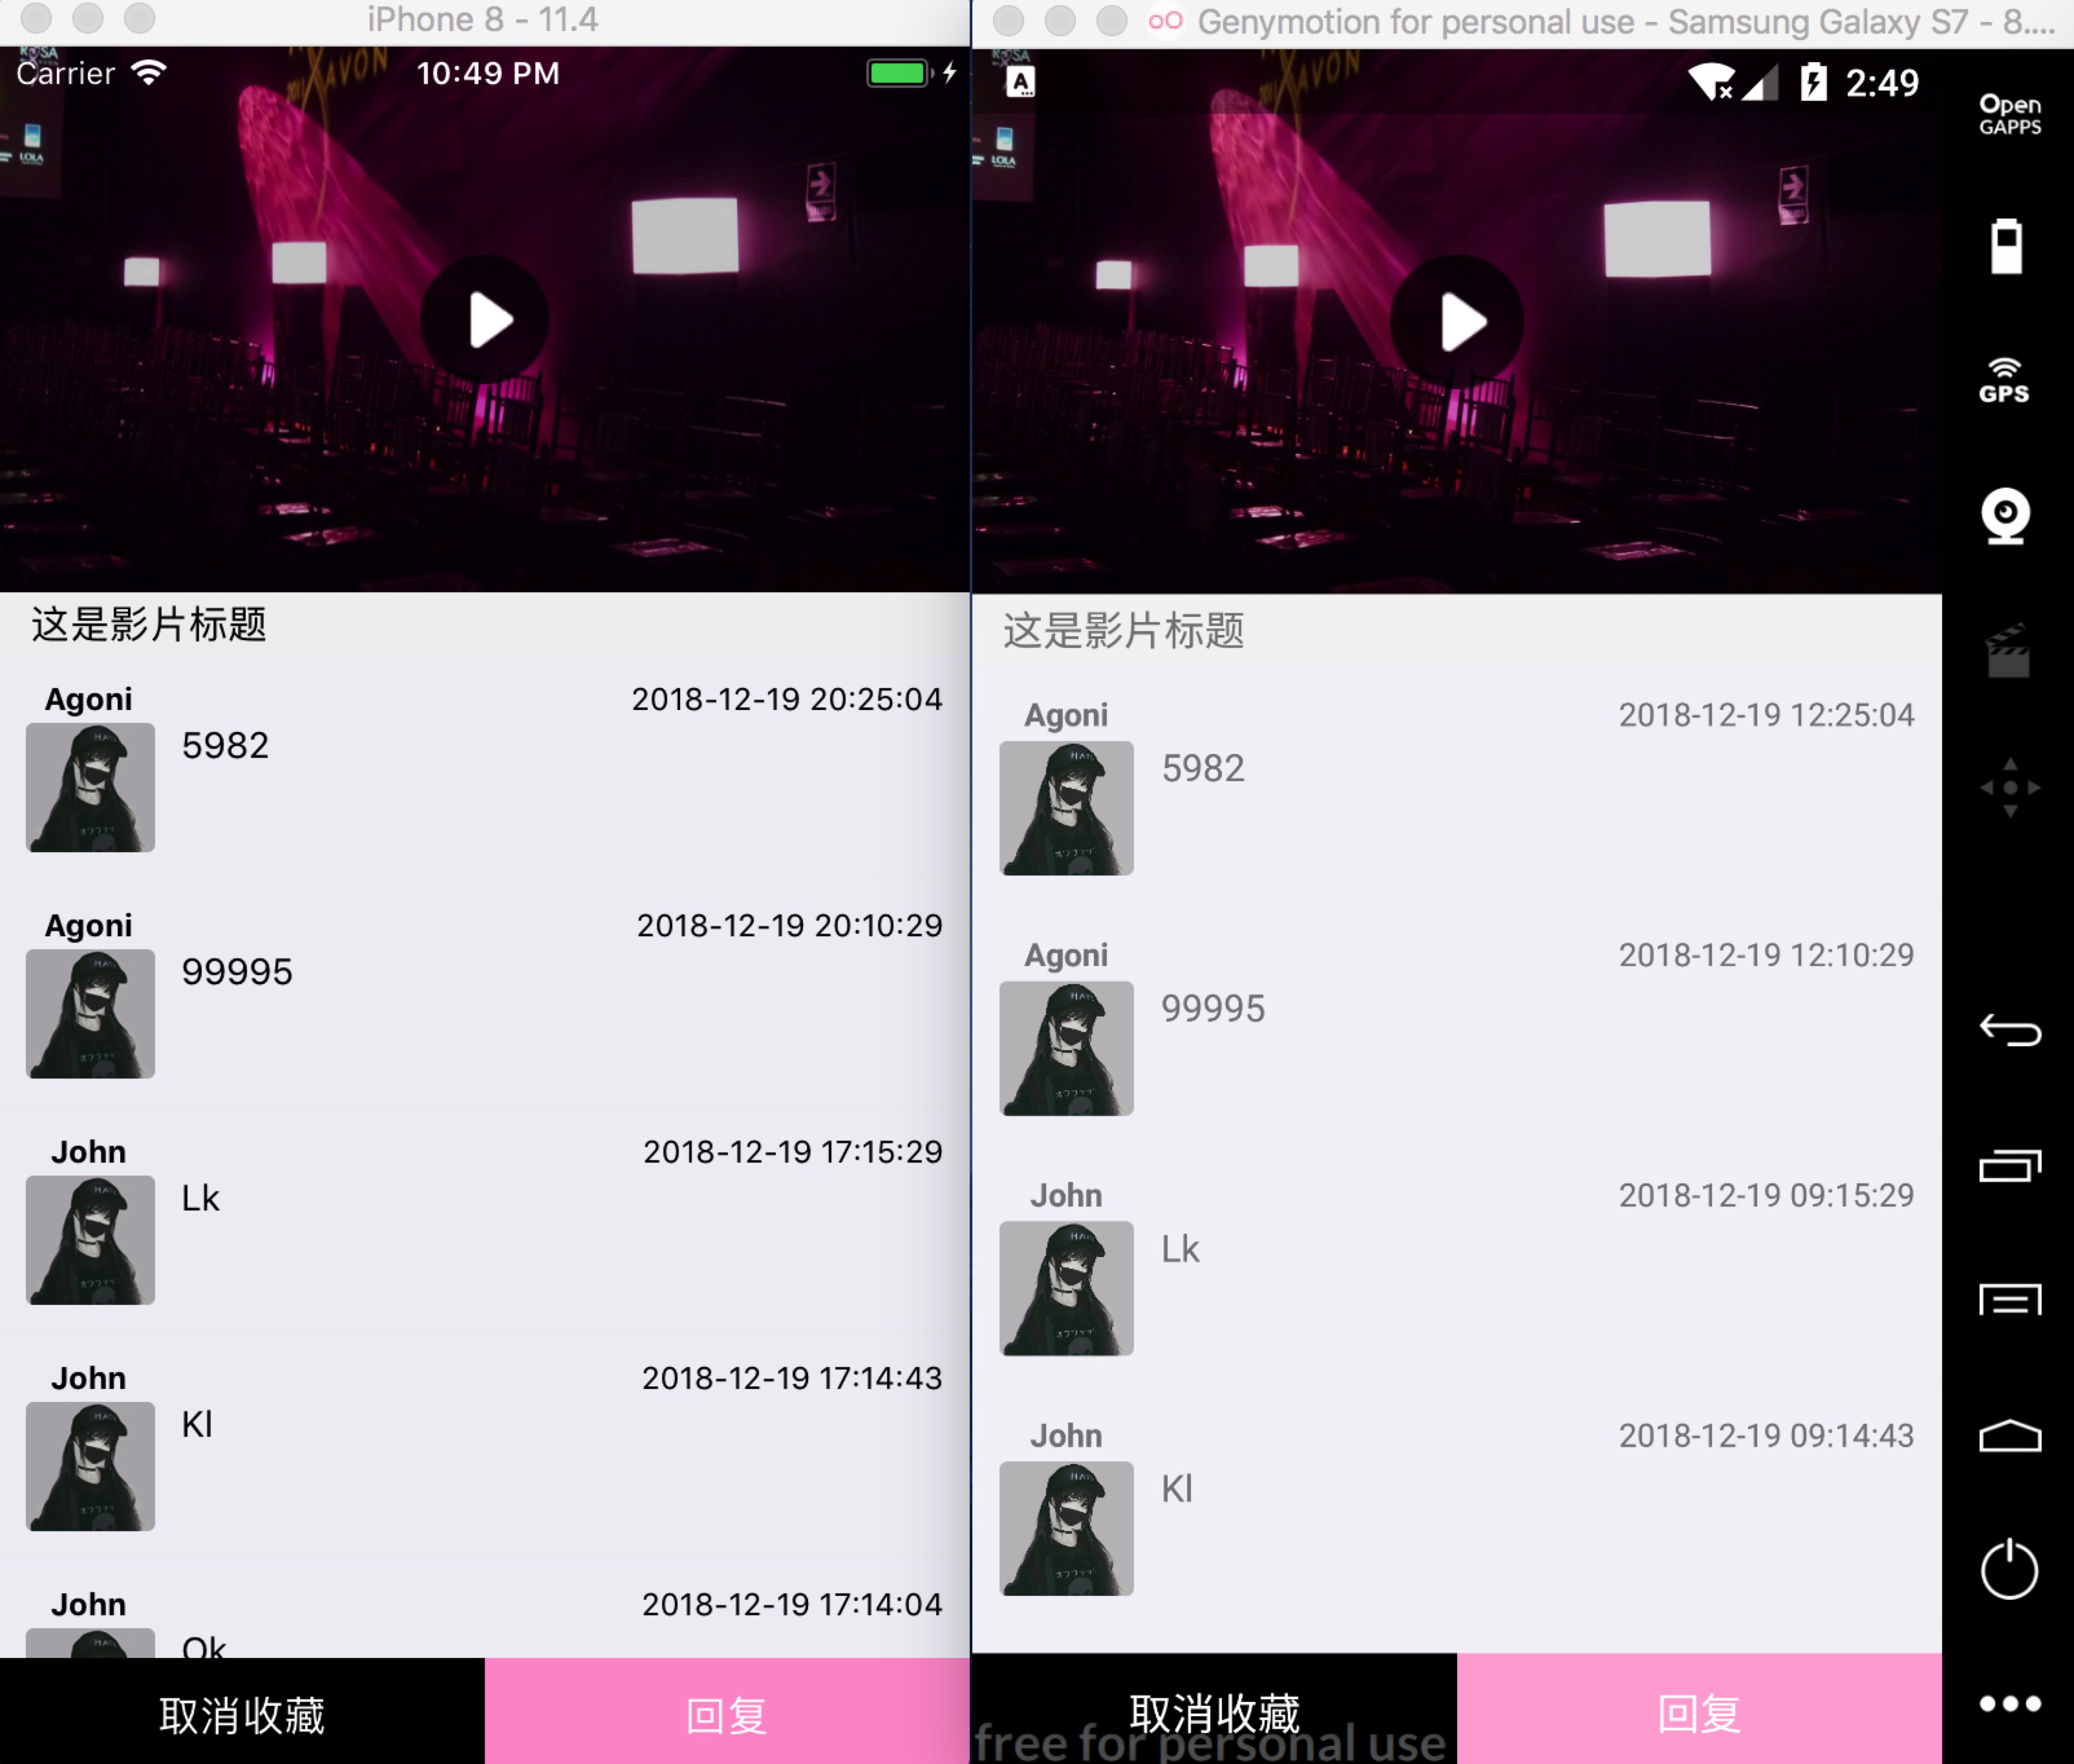 iPhone 8 - 11.4
Carrier
10:49 PM
AVON
LOLA
这是影片标题
Agoni
2018-12-19 20:25:04
5982
Agoni
2018-12-19 20:10:29
99995
John
2018-12-19 17:15:29
Lk
John
2018-12-19 17:14:43
Kl
John
2018-12-19 17:14:04
Ok
取消收藏
回复
Genymotion for personal use - Samsung Galaxy S7 - 8....
A
2:49
AVON
LOLA
这是影片标题
Agoni
2018-12-19 12:25:04
5982
Agoni
2018-12-19 12:10:29
99995
John
2018-12-19 09:15:29
Lk
John
2018-12-19 09:14:43
Kl
取消收藏
回复
free for personal use
Open
GAPPS
GPS